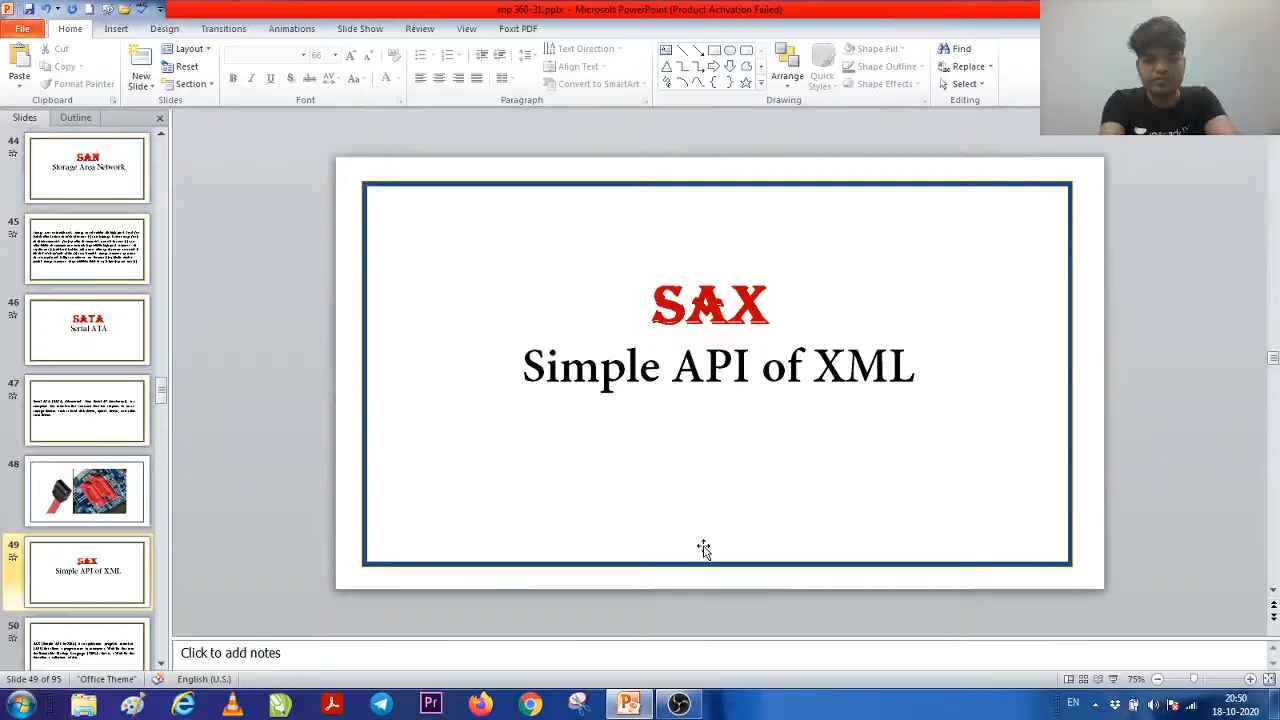 mp 360-31.pptx - Microsoft PowerPoint (Product Activation Failed)
File Home Insert Design Transitions Animations Slide Show Review View Foxit PDF
Paste Cut Copy Format Painter Clipboard
New Slide Layout Reset Section Slides
66 B I U S abc AV Aa A Font
Text Direction Align Text Convert to SmartArt Paragraph
Arrange Quick Styles Shape Fill Shape Outline Shape Effects Drawing
Find Replace Select Editing
Slides Outline
44
SAN
Storage Area Network
45
46
SATA
Serial ATA
47
48
49
SAX
Simple API of XML
50
SAX
Simple API of XML
Click to add notes
Slide 49 of 95 "Office Theme" English (U.S.) 75%
Pr EN 20:50
18-10-2020